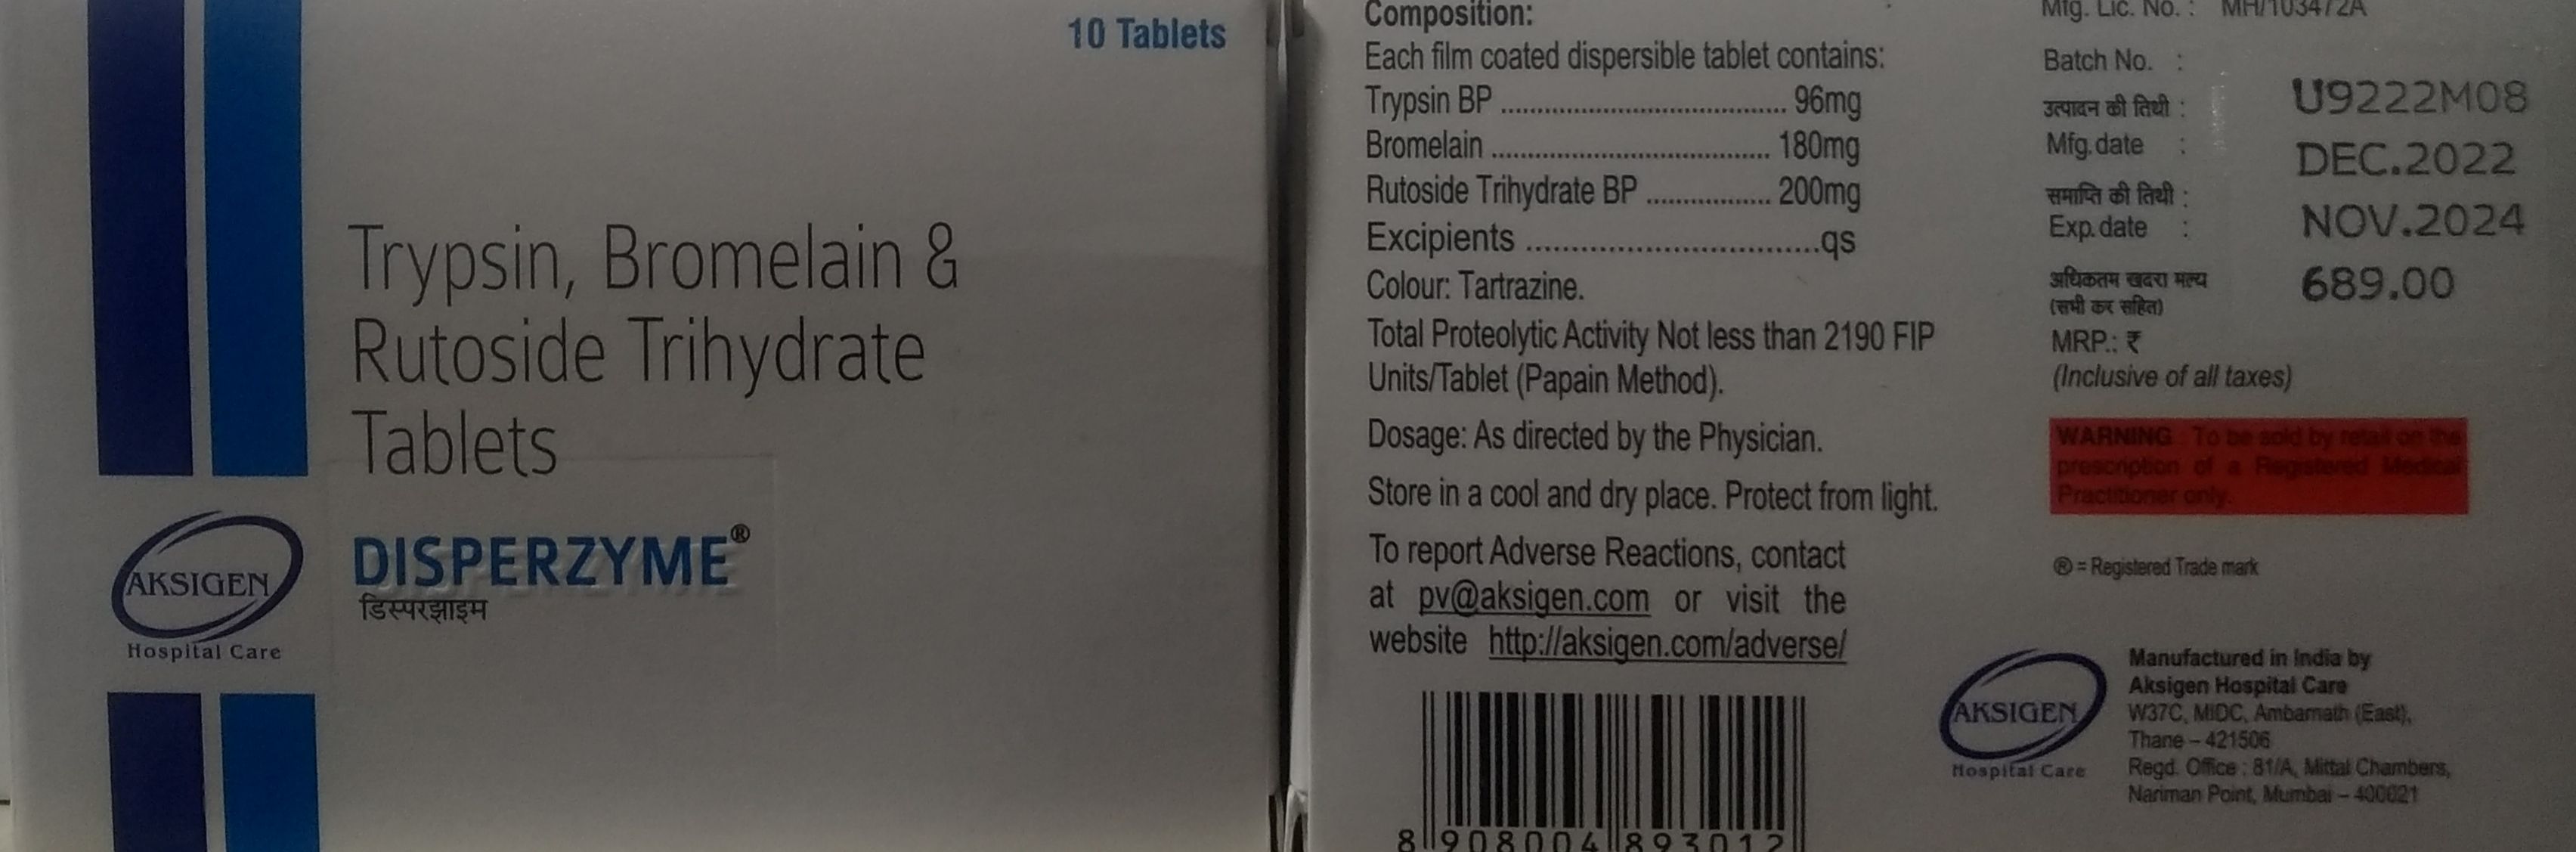 10 Tablets
Trypsin, Bromelain &
Rutoside Trihydrate
Tablets
DISPERZYME®
डिस्परझाइम
AKSIGEN
Hospital Care
Composition:
Each film coated dispersible tablet contains:
Trypsin BP ..................................... 96mg
Bromelain ..................................... 180mg
Rutoside Trihydrate BP ................. 200mg
Excipients ................................qs
Colour: Tartrazine.
Total Proteolytic Activity Not less than 2190 FIP
Units/Tablet (Papain Method).
Dosage: As directed by the Physician.
Store in a cool and dry place. Protect from light.
To report Adverse Reactions, contact
at pv@aksigen.com or visit the
website http://aksigen.com/adverse/
8 908004 893012
Mfg. Lic. No. : MH/103472A
Batch No. : U9222M08
उत्पादन की तिथी :
Mfg.date : DEC.2022
समाप्ति की तिथी :
Exp.date : NOV.2024
अधिकतम खुदरा मूल्य 689.00
(सभी कर सहित)
MRP.: ₹
(Inclusive of all taxes)
WARNING : To be sold by retail on the
prescription of a Registered Medical
Practitioner only.
® = Registered Trade mark
AKSIGEN
Hospital Care
Manufactured in India by
Aksigen Hospital Care
W37C, MIDC, Ambarnath (East),
Thane – 421506
Regd. Office : 81/A, Mittal Chambers,
Nariman Point, Mumbai – 400021